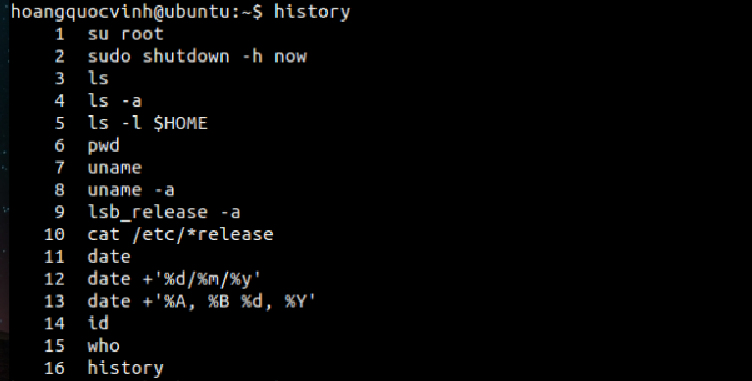 hoangquocvinh@ubuntu:~$ history
1 su root
2 sudo shutdown -h now
3 ls
4 ls -a
5 ls -l $HOME
6 pwd
7 uname
8 uname -a
9 lsb_release -a
10 cat /etc/*release
11 date
12 date +'%d/%m/%y'
13 date +'%A, %B %d, %Y'
14 id
15 who
16 history